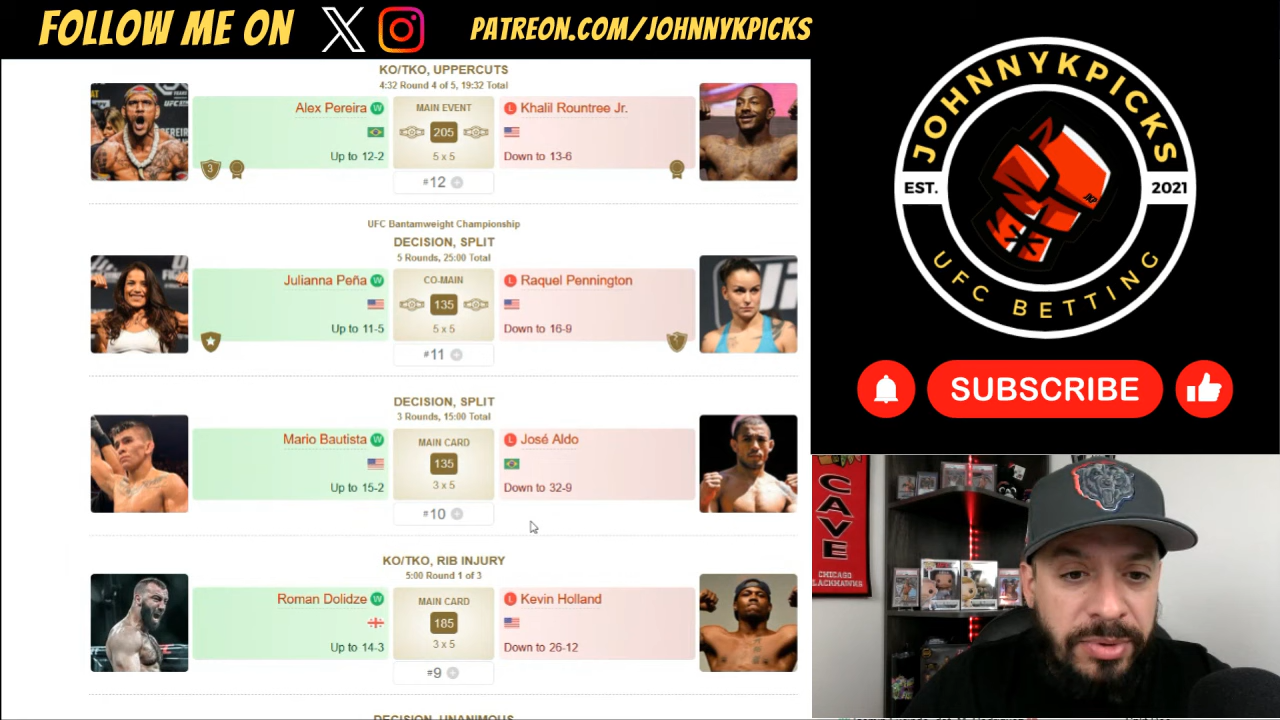 FOLLOW ME ON
PATREON.COM/JOHNNYKPICKS
KO/TKO, UPPERCUTS
4:32 Round 4 of 5, 19:32 Total
Alex Pereira W
MAIN EVENT
L Khalil Rountree Jr.
205
Up to 12-2
5 x 5
Down to 13-6
#12
UFC Bantamweight Championship
DECISION, SPLIT
5 Rounds, 25:00 Total
Julianna Peña W
CO-MAIN
L Raquel Pennington
135
Up to 11-5
5 x 5
Down to 16-9
#11
DECISION, SPLIT
3 Rounds, 15:00 Total
Mario Bautista W
MAIN CARD
L José Aldo
135
Up to 15-2
3 x 5
Down to 32-9
#10
KO/TKO, RIB INJURY
5:00 Round 1 of 3
Roman Dolidze W
MAIN CARD
L Kevin Holland
185
Up to 14-3
3 x 5
Down to 26-12
#9
DECISION, UNANIMOUS
JOHNNYKPICKS
EST.
2021
JKP
UFC BETTING
SUBSCRIBE
CAVE
CHICAGO
BLACKHAWKS